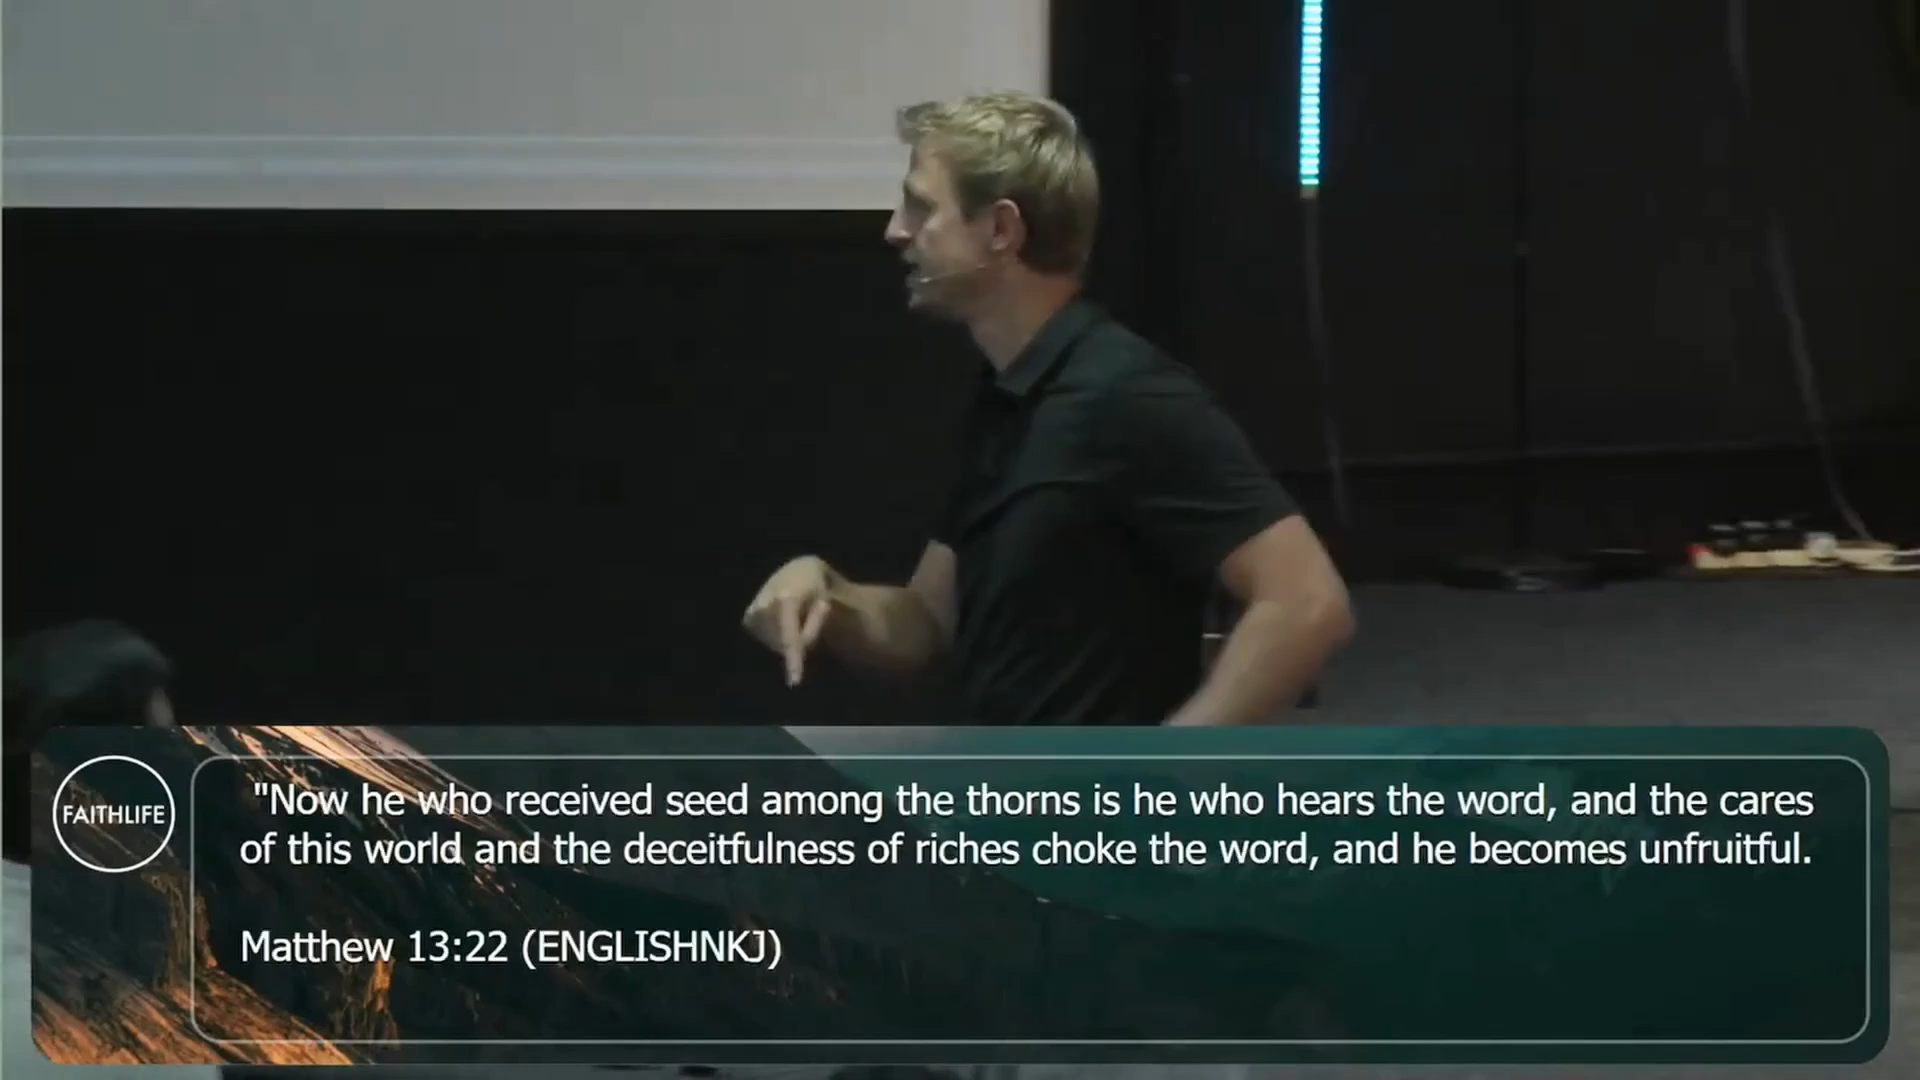 FAITHLIFE
"Now he who received seed among the thorns is he who hears the word, and the cares
of this world and the deceitfulness of riches choke the word, and he becomes unfruitful.
Matthew 13:22 (ENGLISHNKJ)